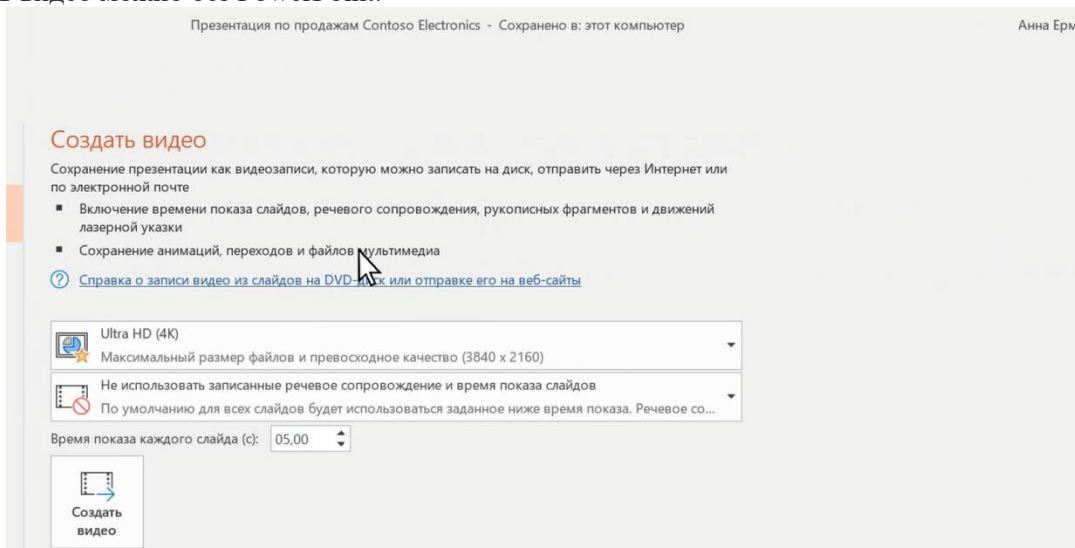 Презентация по продажам Contoso Electronics - Сохранено в: этот компьютер
Анна Ерм
Создать видео
Сохранение презентации как видеозаписи, которую можно записать на диск, отправить через Интернет или
по электронной почте
▪ Включение времени показа слайдов, речевого сопровождения, рукописных фрагментов и движений
лазерной указки
▪ Сохранение анимаций, переходов и файлов мультимедиа
? Справка о записи видео из слайдов на DVD-диск или отправке его на веб-сайты
Ultra HD (4K)
Максимальный размер файлов и превосходное качество (3840 x 2160)
Не использовать записанные речевое сопровождение и время показа слайдов
По умолчанию для всех слайдов будет использоваться заданное ниже время показа. Речевое со...
Время показа каждого слайда (с): 05,00
Создать
видео